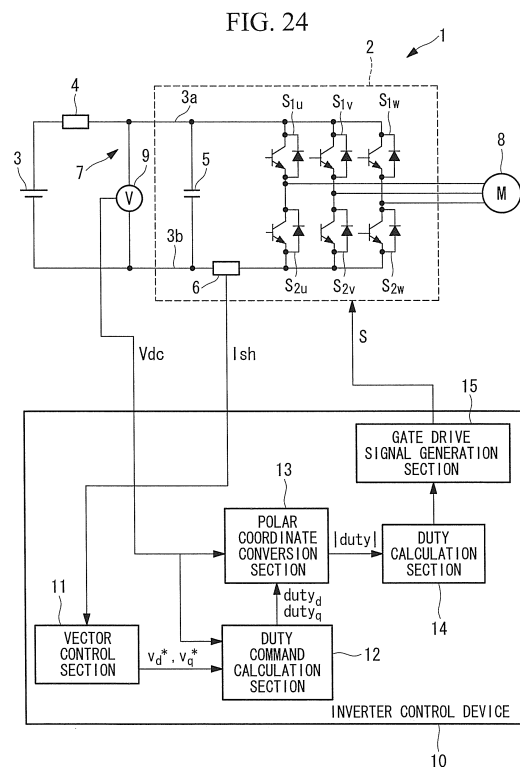 FIG. 24
1
2
4
3a
S1u
S1v
S1w
8
3
7
9
V
5
M
3b
6
S2u
S2v
S2w
Vdc
Ish
S
15
GATE DRIVE
SIGNAL GENERATION
SECTION
13
POLAR
COORDINATE
CONVERSION
SECTION
|duty|
DUTY
CALCULATION
SECTION
14
11
dutyd
dutyq
VECTOR
CONTROL
SECTION
vd*, vq*
DUTY
COMMAND
CALCULATION
SECTION
12
INVERTER CONTROL DEVICE
10